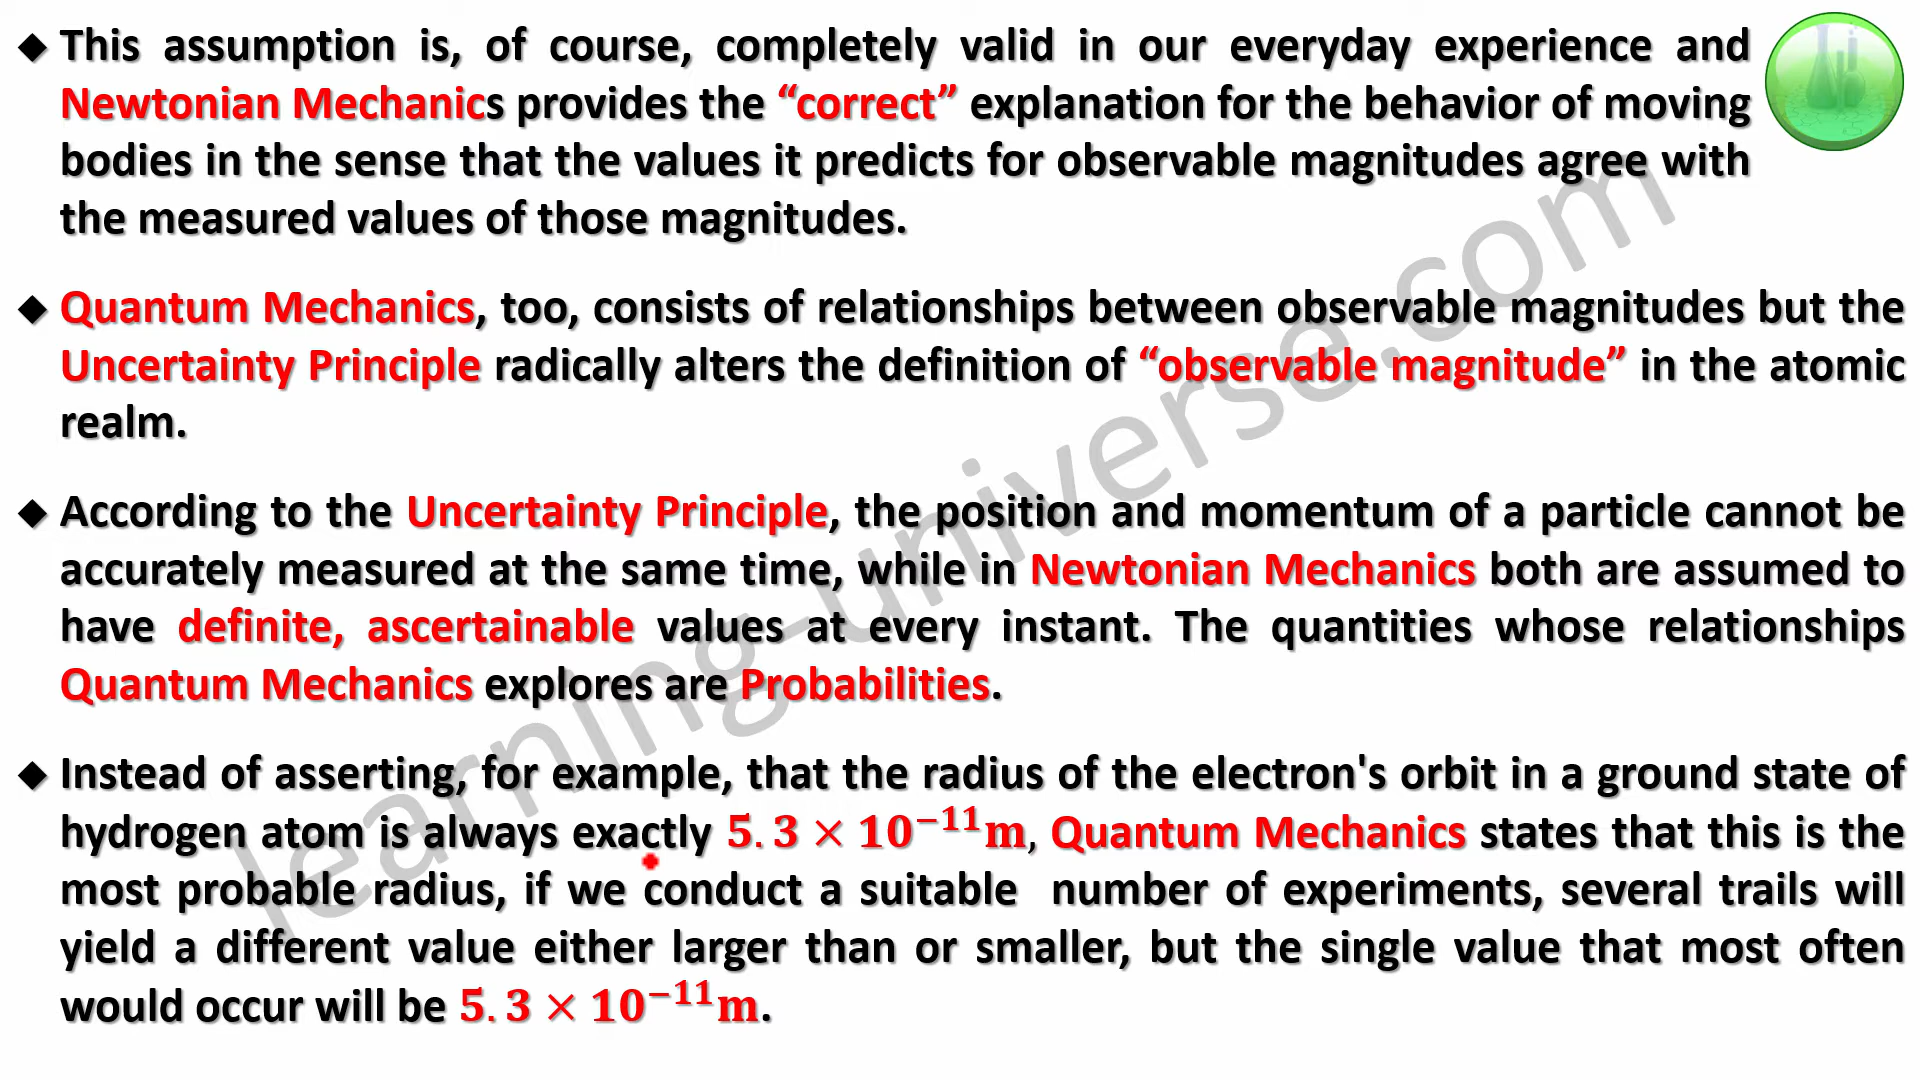 ◆ This assumption is, of course, completely valid in our everyday experience and
Newtonian Mechanics provides the “correct” explanation for the behavior of moving
bodies in the sense that the values it predicts for observable magnitudes agree with
the measured values of those magnitudes.
◆ Quantum Mechanics, too, consists of relationships between observable magnitudes but the
Uncertainty Principle radically alters the definition of “observable magnitude” in the atomic
realm.
◆ According to the Uncertainty Principle, the position and momentum of a particle cannot be
accurately measured at the same time, while in Newtonian Mechanics both are assumed to
have definite, ascertainable values at every instant. The quantities whose relationships
Quantum Mechanics explores are Probabilities.
◆ Instead of asserting, for example, that the radius of the electron's orbit in a ground state of
hydrogen atom is always exactly 5.3 × 10⁻¹¹m, Quantum Mechanics states that this is the
most probable radius, if we conduct a suitable number of experiments, several trails will
yield a different value either larger than or smaller, but the single value that most often
would occur will be 5.3 × 10⁻¹¹m.
learning-universe.com